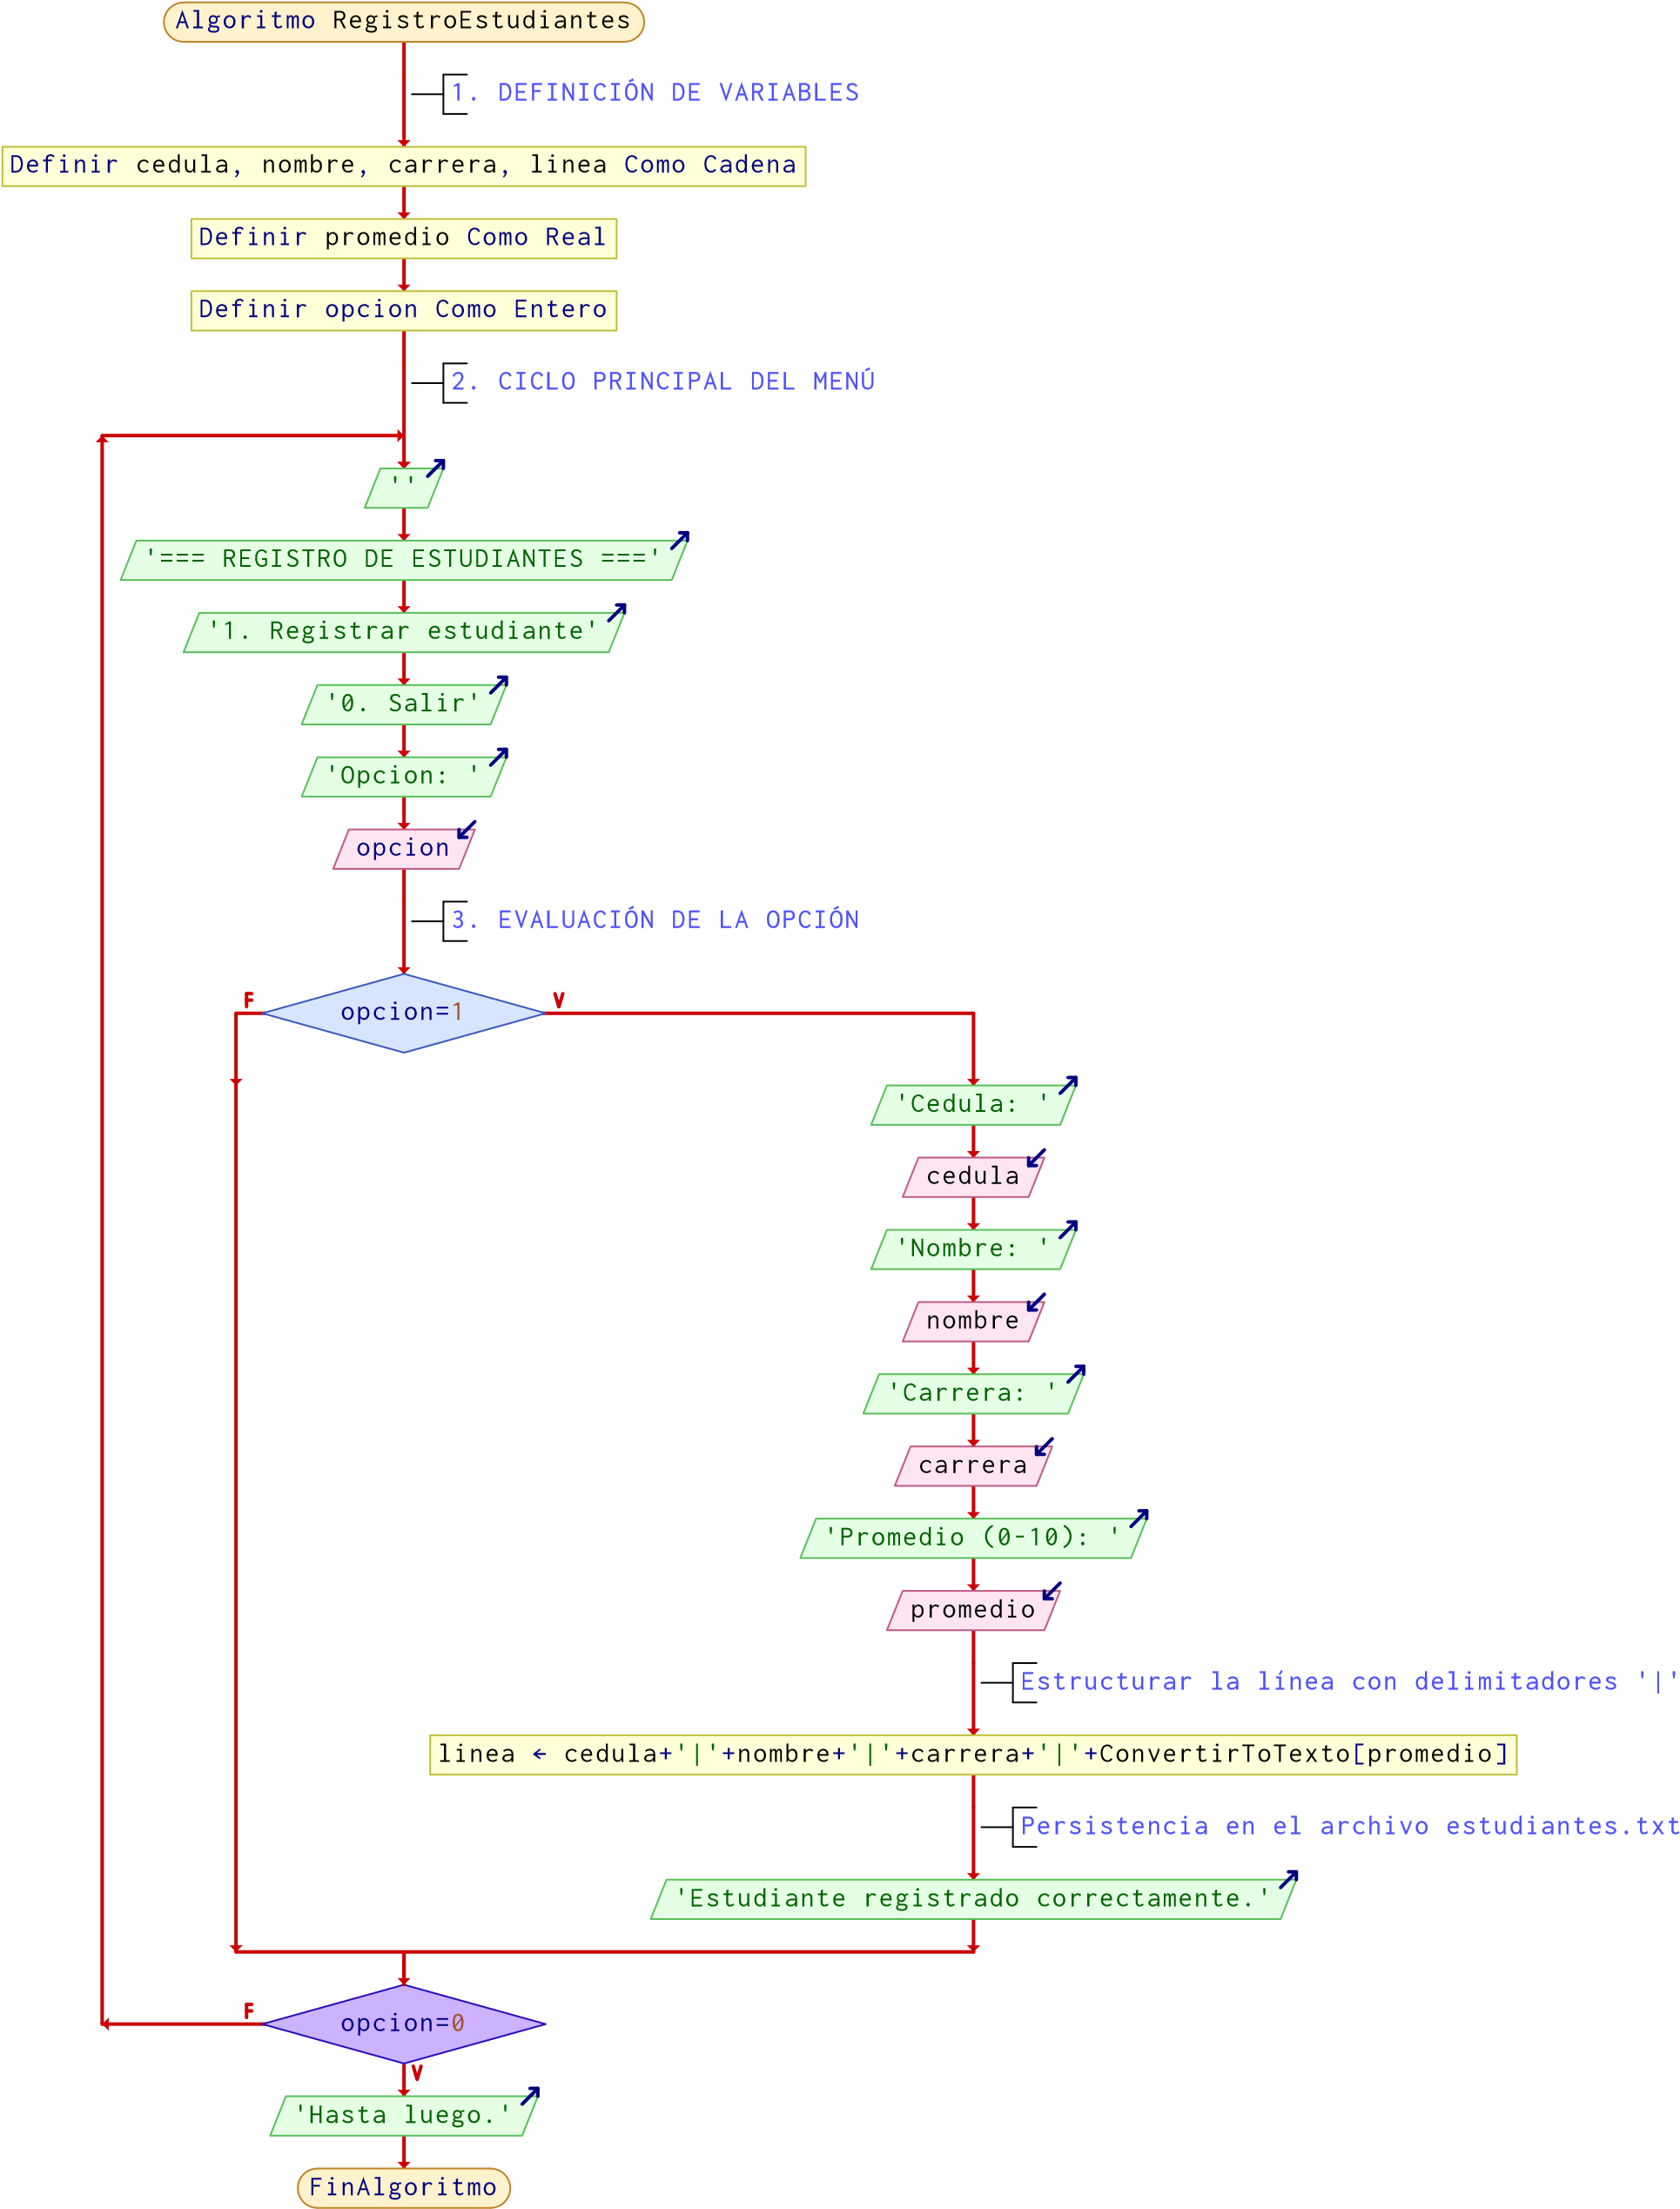 Algoritmo RegistroEstudiantes
1. DEFINICIÓN DE VARIABLES
Definir cedula, nombre, carrera, linea Como Cadena
Definir promedio Como Real
Definir opcion Como Entero
2. CICLO PRINCIPAL DEL MENÚ
''
'=== REGISTRO DE ESTUDIANTES ==='
'1. Registrar estudiante'
'0. Salir'
'Opcion: '
opcion
3. EVALUACIÓN DE LA OPCIÓN
F
V
opcion=1
'Cedula: '
cedula
'Nombre: '
nombre
'Carrera: '
carrera
'Promedio (0-10): '
promedio
Estructurar la línea con delimitadores '|'
linea ← cedula+'|'+nombre+'|'+carrera+'|'+ConvertirToTexto[promedio]
Persistencia en el archivo estudiantes.txt
'Estudiante registrado correctamente.'
F
opcion=0
V
'Hasta luego.'
FinAlgoritmo